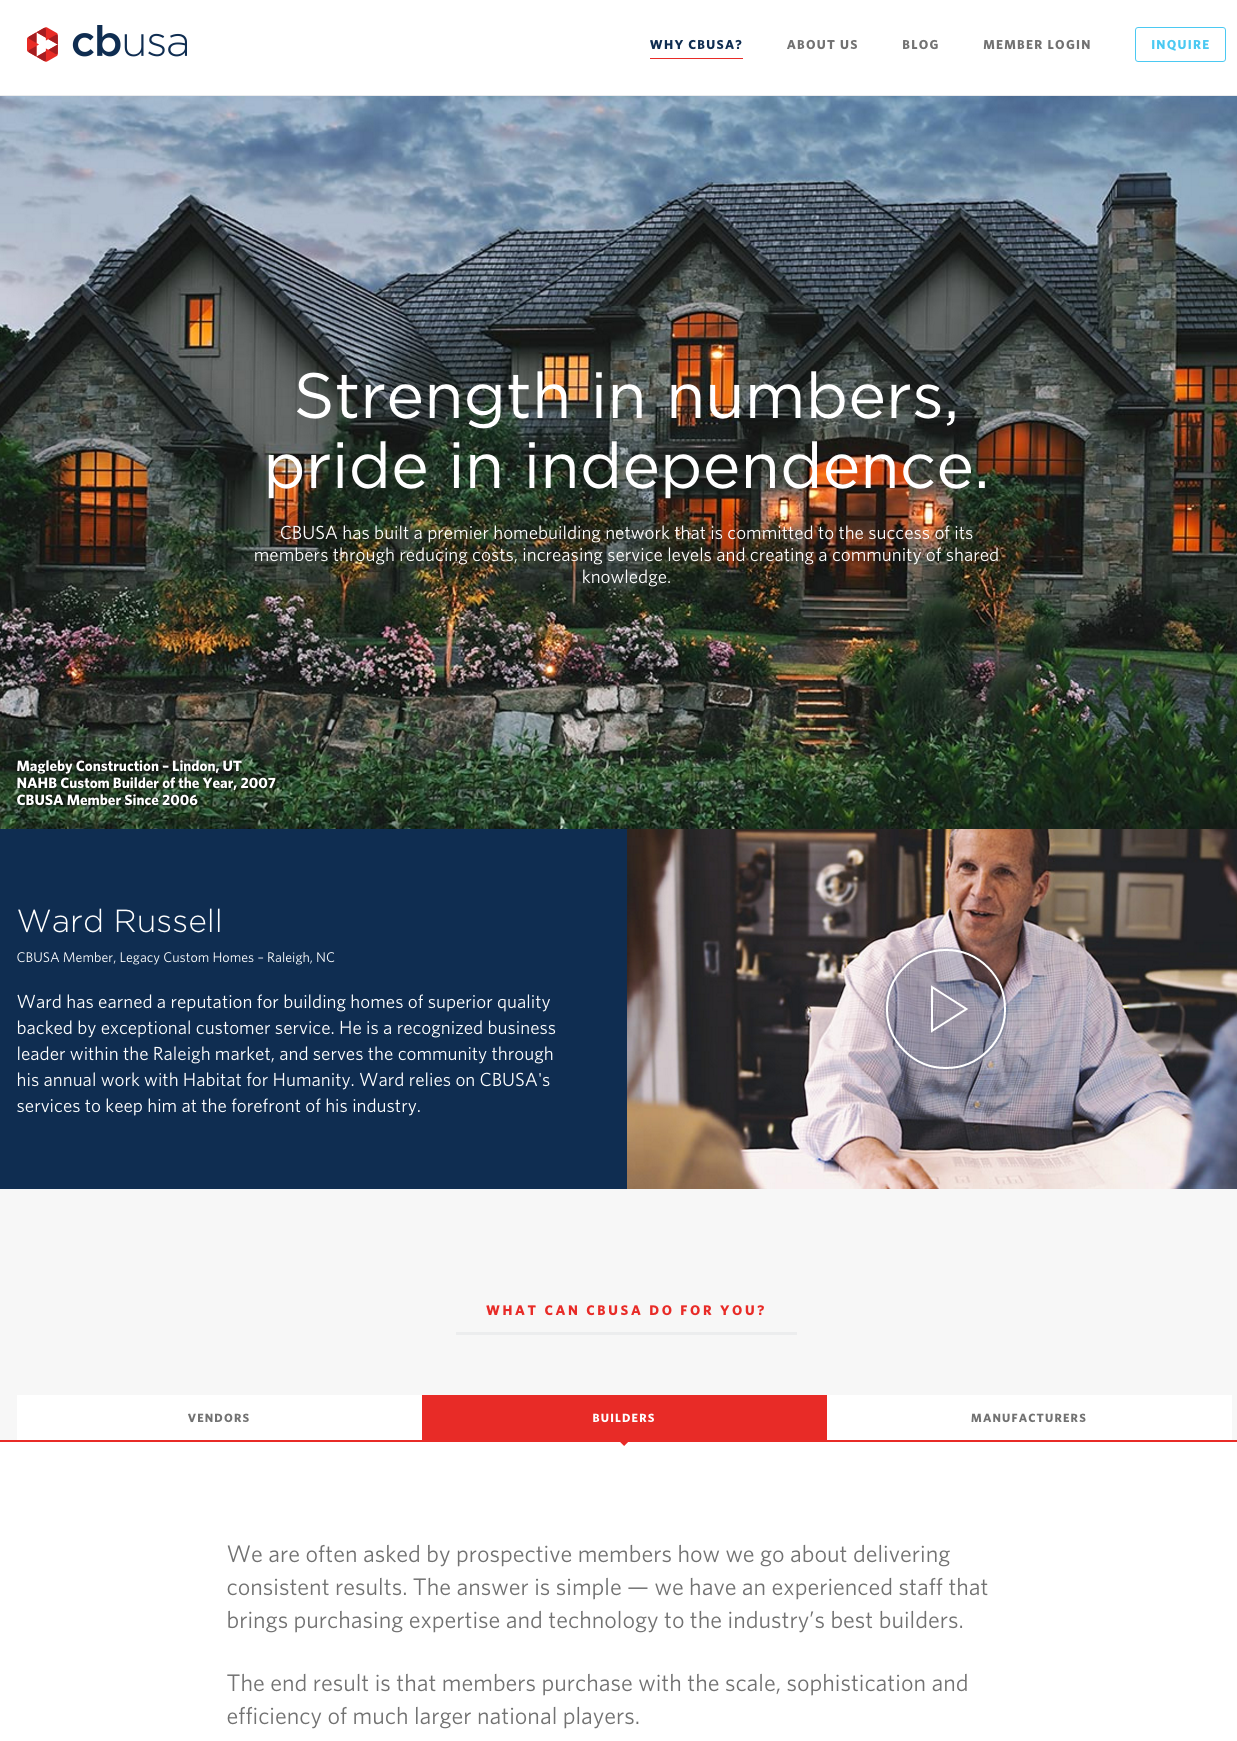 cbusa
WHY CBUSA?
ABOUT US
BLOG
MEMBER LOGIN
INQUIRE
Strength in numbers,
pride in independence.
CBUSA has built a premier homebuilding network that is committed to the success of its
members through reducing costs, increasing service levels and creating a community of shared
knowledge.
Magleby Construction – Lindon, UT
NAHB Custom Builder of the Year, 2007
CBUSA Member Since 2006
Ward Russell
CBUSA Member, Legacy Custom Homes – Raleigh, NC
Ward has earned a reputation for building homes of superior quality
backed by exceptional customer service. He is a recognized business
leader within the Raleigh market, and serves the community through
his annual work with Habitat for Humanity. Ward relies on CBUSA's
services to keep him at the forefront of his industry.
WHAT CAN CBUSA DO FOR YOU?
VENDORS
BUILDERS
MANUFACTURERS
We are often asked by prospective members how we go about delivering
consistent results. The answer is simple — we have an experienced staff that
brings purchasing expertise and technology to the industry’s best builders.
The end result is that members purchase with the scale, sophistication and
efficiency of much larger national players.